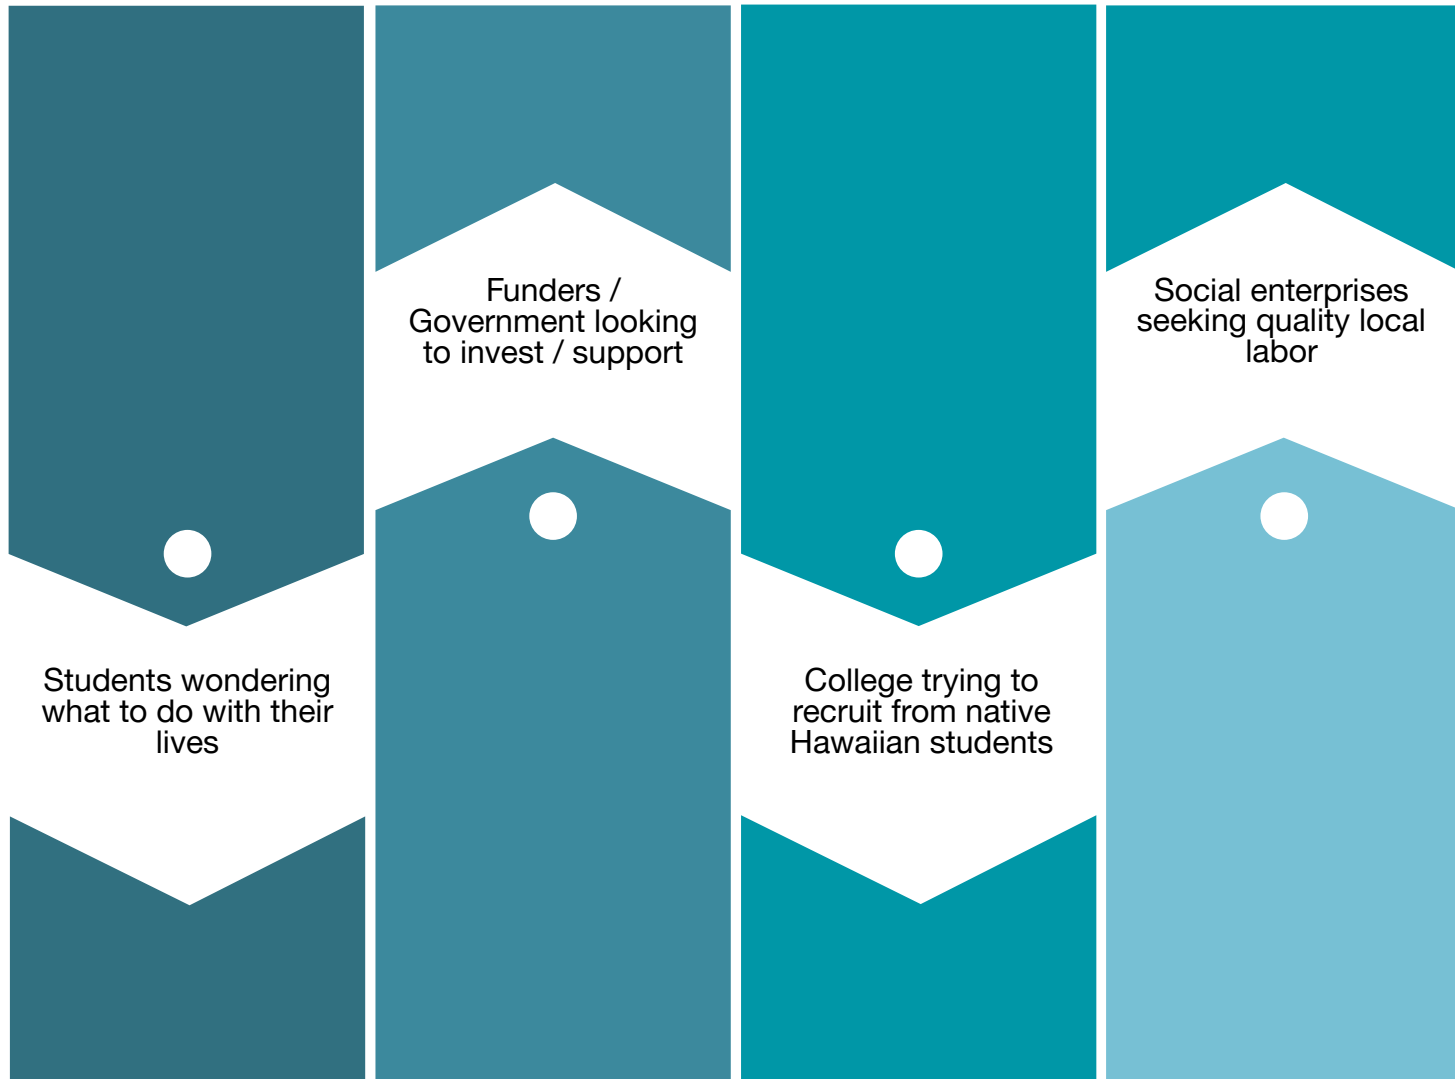 Students wondering
what to do with their
lives
Funders /
Government looking
to invest / support
College trying to
recruit from native
Hawaiian students
Social enterprises
seeking quality local
labor